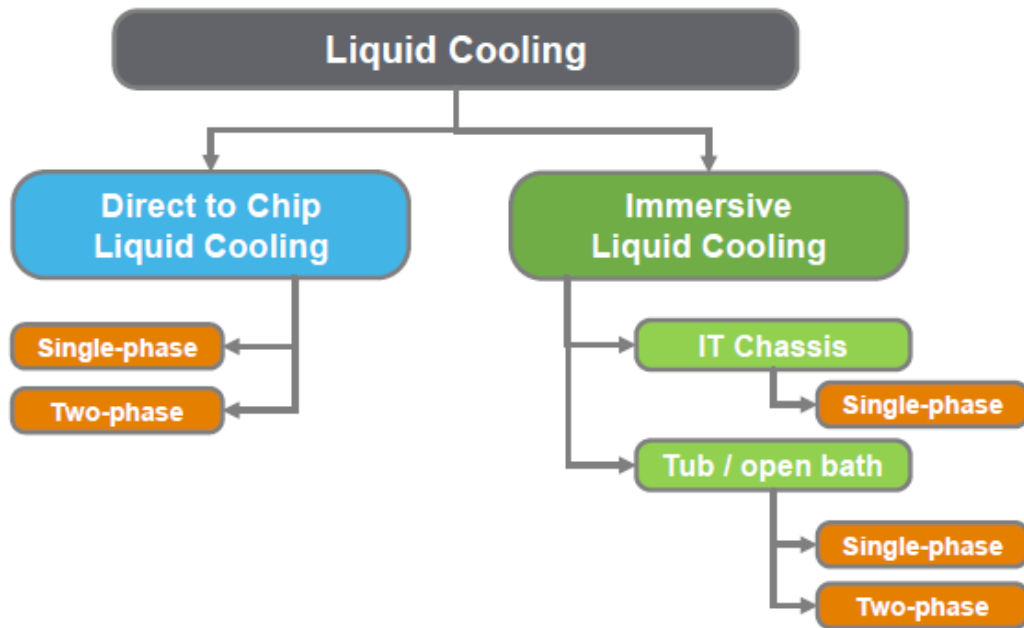 Liquid Cooling
Direct to Chip
Liquid Cooling
Single-phase
Two-phase
Immersive
Liquid Cooling
IT Chassis
Single-phase
Tub / open bath
Single-phase
Two-phase